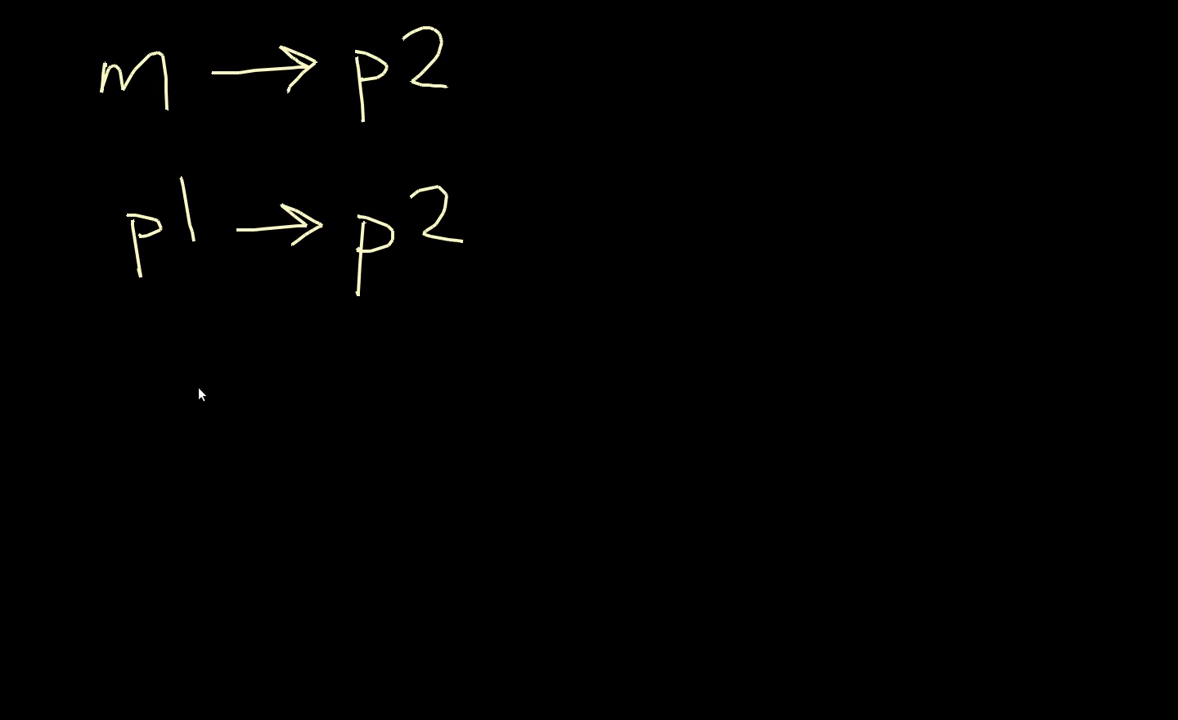 m → p2
p1 → p2